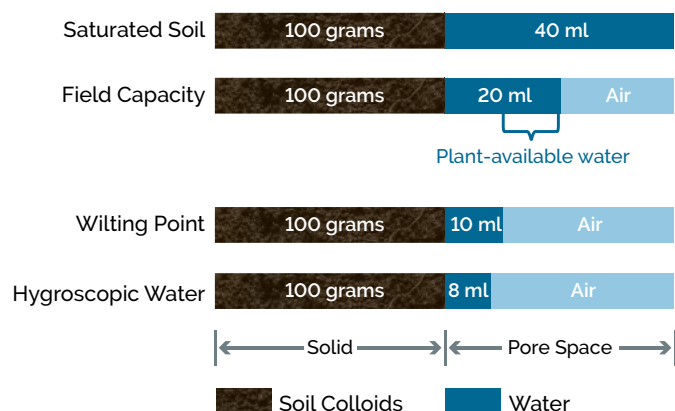 Saturated Soil 100 grams 40 ml
Field Capacity 100 grams 20 ml Air
Plant-available water
Wilting Point 100 grams 10 ml Air
Hygroscopic Water 100 grams 8 ml Air
Solid Pore Space
Soil Colloids Water